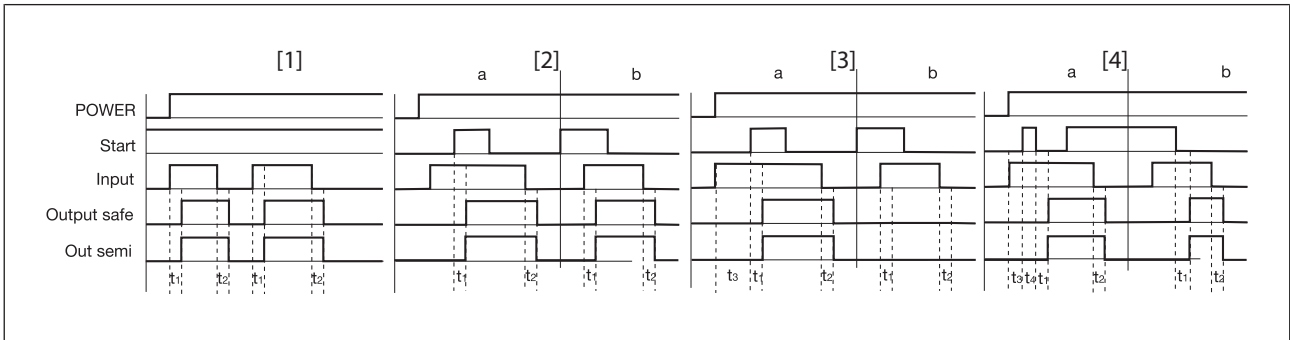 [1] [2] [3] [4]
a b a b a b
POWER
Start
Input
Output safe
Out semi
t1 t2 t1 t2 t1 t2 t1 t2 t3 t1 t2 t1 t2 t3 t4 t1 t2 t1 t2